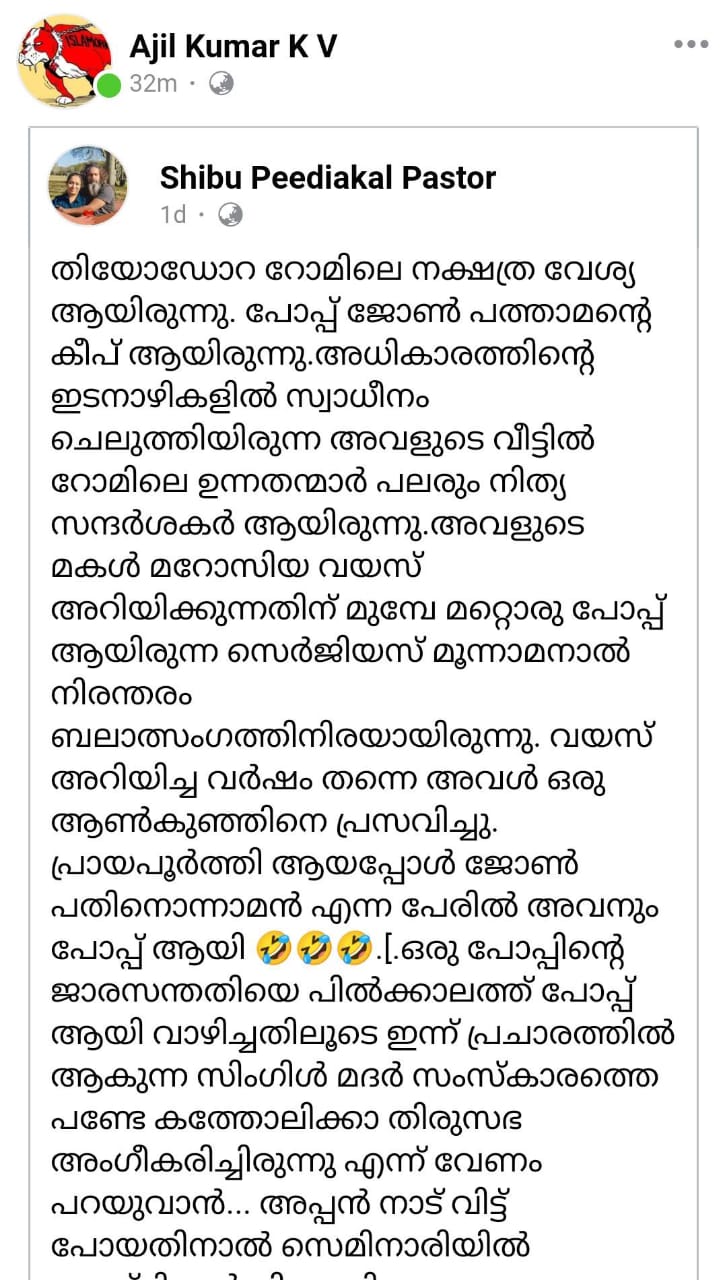 ISLAMOPH
Ajil Kumar K V
32m ·
Shibu Peediakal Pastor
1d ·
തിയോഡോറ റോമിലെ നക്ഷത്ര വേശ്യ
ആയിരുന്നു. പോപ്പ് ജോൺ പത്താമന്റെ
കീപ് ആയിരുന്നു.അധികാരത്തിന്റെ
ഇടനാഴികളിൽ സ്വാധീനം
ചെലുത്തിയിരുന്ന അവളുടെ വീട്ടിൽ
റോമിലെ ഉന്നതന്മാർ പലരും നിത്യ
സന്ദർശകർ ആയിരുന്നു.അവളുടെ
മകൾ മറോസിയ വയസ്
അറിയിക്കുന്നതിന് മുമ്പേ മറ്റൊരു പോപ്പ്
ആയിരുന്ന സെർജിയസ് മൂന്നാമനാൽ
നിരന്തരം
ബലാത്സംഗത്തിനിരയായിരുന്നു. വയസ്
അറിയിച്ച വർഷം തന്നെ അവൾ ഒരു
ആൺകുഞ്ഞിനെ പ്രസവിച്ചു.
പ്രായപൂർത്തി ആയപ്പോൾ ജോൺ
പതിനൊന്നാമൻ എന്ന പേരിൽ അവനും
പോപ്പ് ആയി 🤣🤣🤣.[.ഒരു പോപ്പിന്റെ
ജാരസന്തതിയെ പിൽക്കാലത്ത് പോപ്പ്
ആയി വാഴിച്ചതിലൂടെ ഇന്ന് പ്രചാരത്തിൽ
ആകുന്ന സിംഗിൾ മദർ സംസ്കാരത്തെ
പണ്ടേ കത്തോലിക്കാ തിരുസഭ
അംഗീകരിച്ചിരുന്നു എന്ന് വേണം
പറയുവാൻ... അപ്പൻ നാട് വിട്ട്
പോയതിനാൽ സെമിനാരിയിൽ